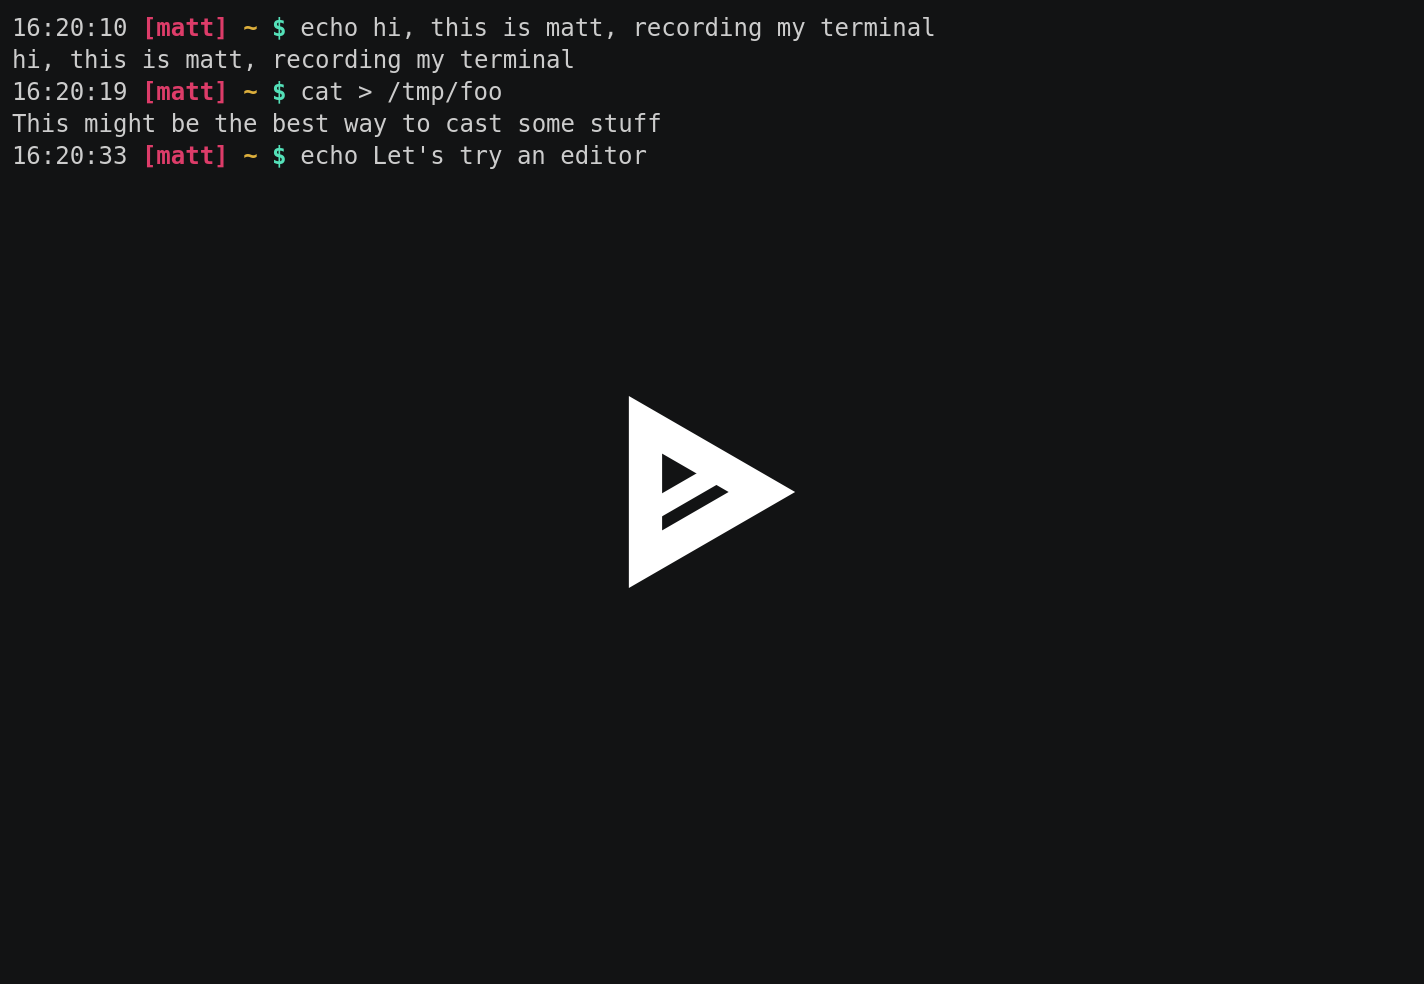 16:20:10 [matt] ~ $ echo hi, this is matt, recording my terminal
hi, this is matt, recording my terminal
16:20:19 [matt] ~ $ cat > /tmp/foo
This might be the best way to cast some stuff
16:20:33 [matt] ~ $ echo Let's try an editor